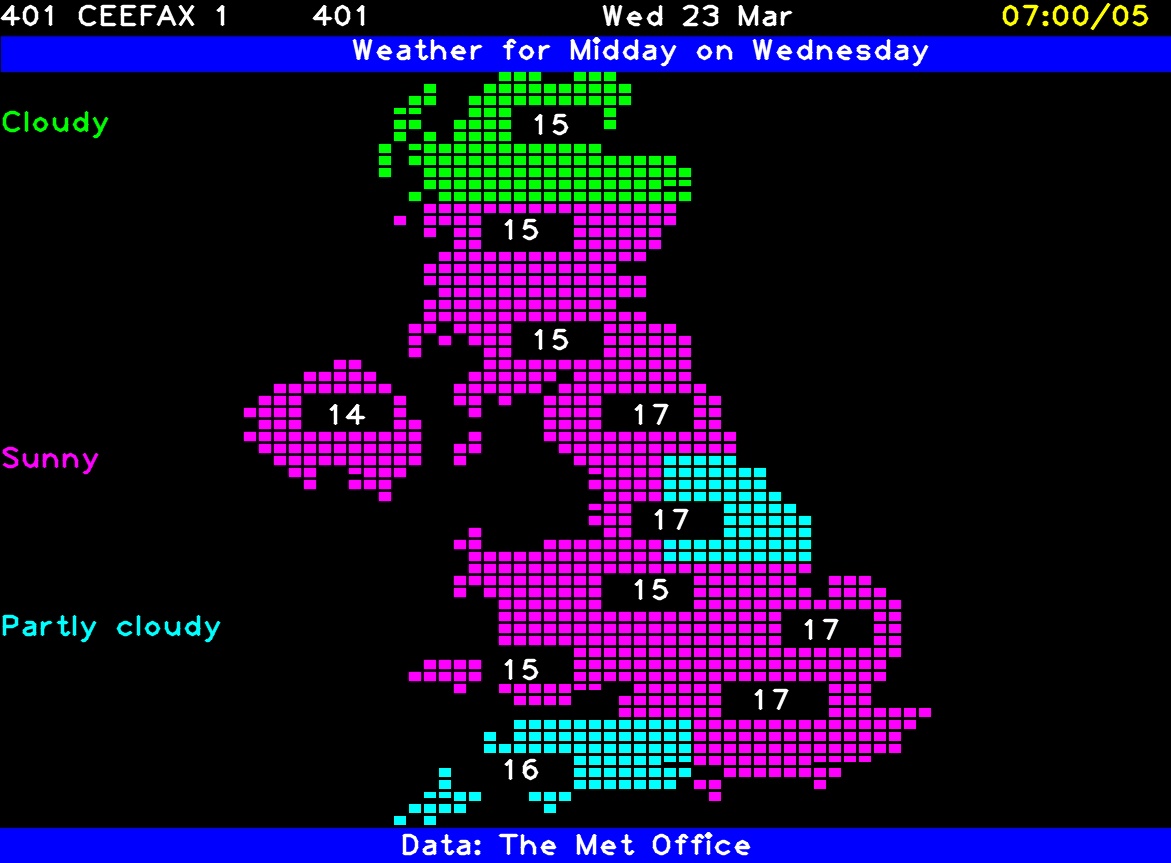 401 CEEFAX 1 401 Wed 23 Mar 07:00/05
Weather for Midday on Wednesday
Cloudy
15
15
15
14
17
Sunny
17
15
Partly cloudy
17
15
17
16
Data: The Met Office